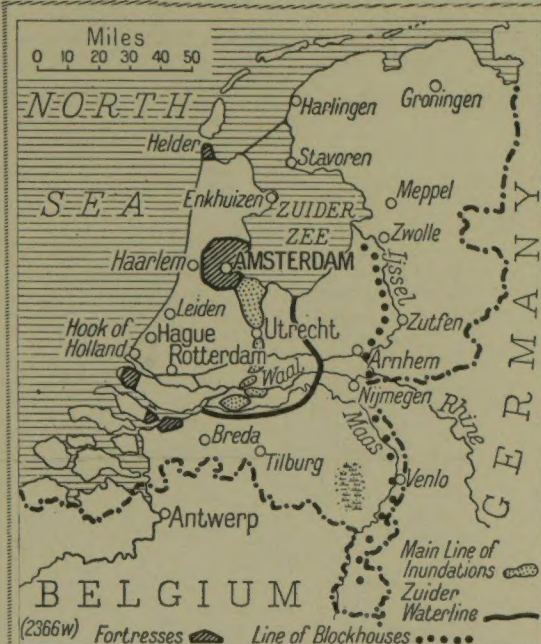 Miles
0 10 20 30 40 50
NORTH
SEA
Harlingen
Groningen
Helder
Stavoren
Enkhuizen
ZUIDER
ZEE
Meppel
Zwolle
Haarlem
AMSTERDAM
IJssel
Leiden
Utrecht
Zutfen
Hook of
Holland
Hague
Rotterdam
Waal
Arnhem
Nijmegen
Rhine
GERMANY
Maas
Breda
Tilburg
Venlo
Antwerp
BELGIUM
Main Line of
Inundations
Zuider
Waterline
(2366w) Fortresses Line of Blockhouses